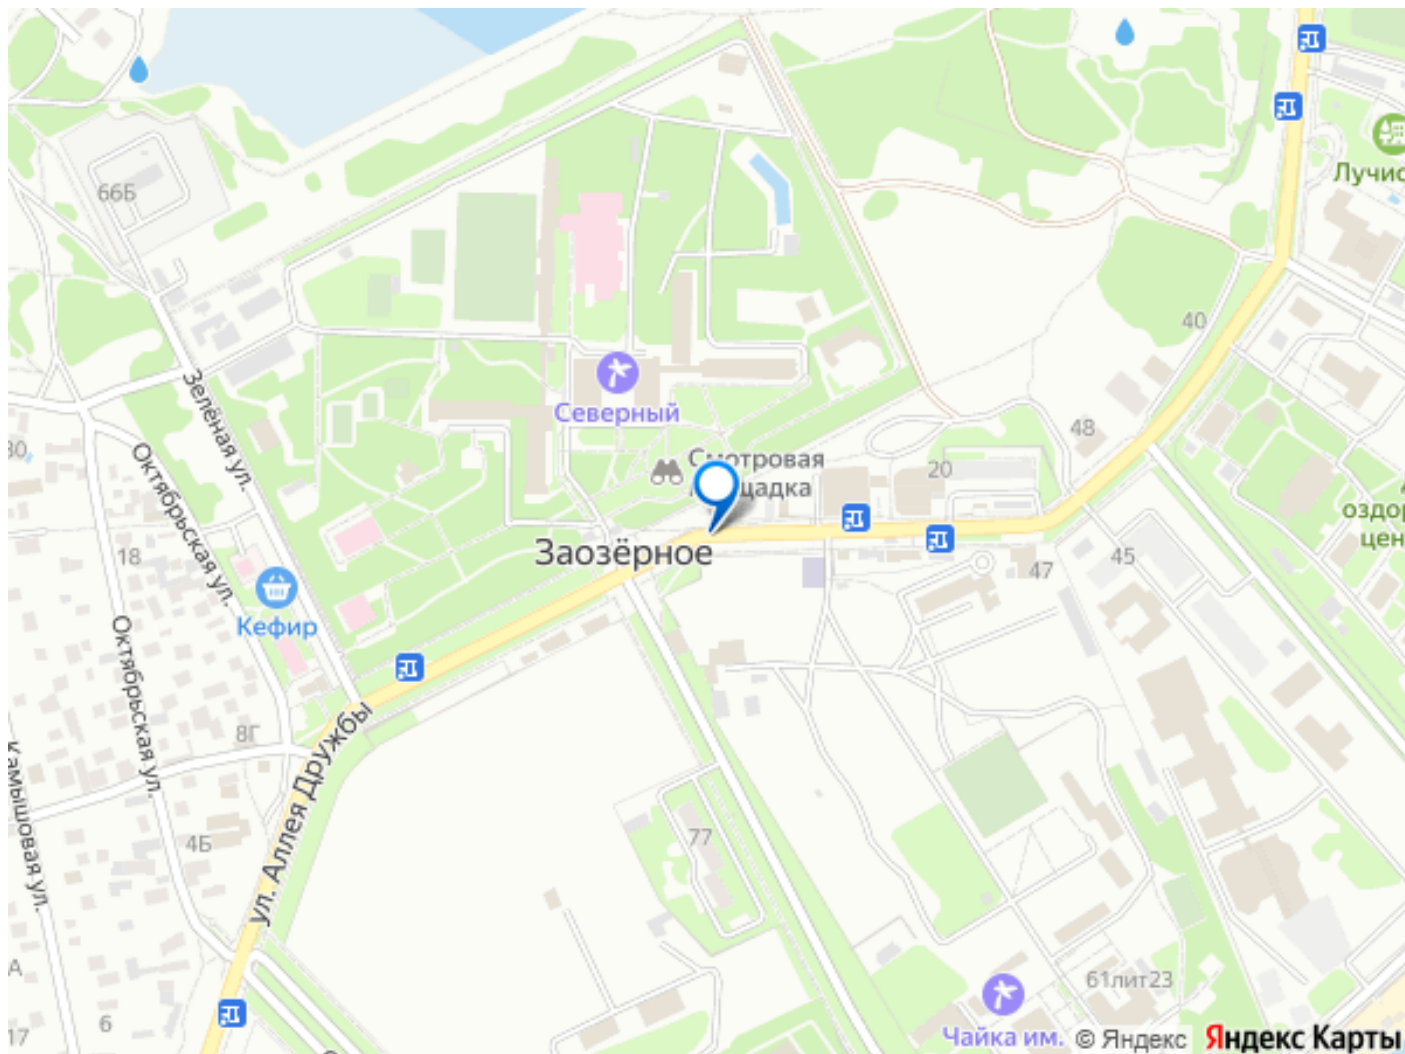 66Б
Лучис
40
Зелёная ул.
Северный
48
30
Октябрьская ул.
Смотровая
площадка
20
оздор
цен
Заозёрное
18
45
47
Кефир
Октябрьская ул.
8Г
ул. Аллея Дружбы
Камышовая ул.
4Б
77
А
61лит23
6
17
Чайка им.
© Яндекс
Яндекс Карты